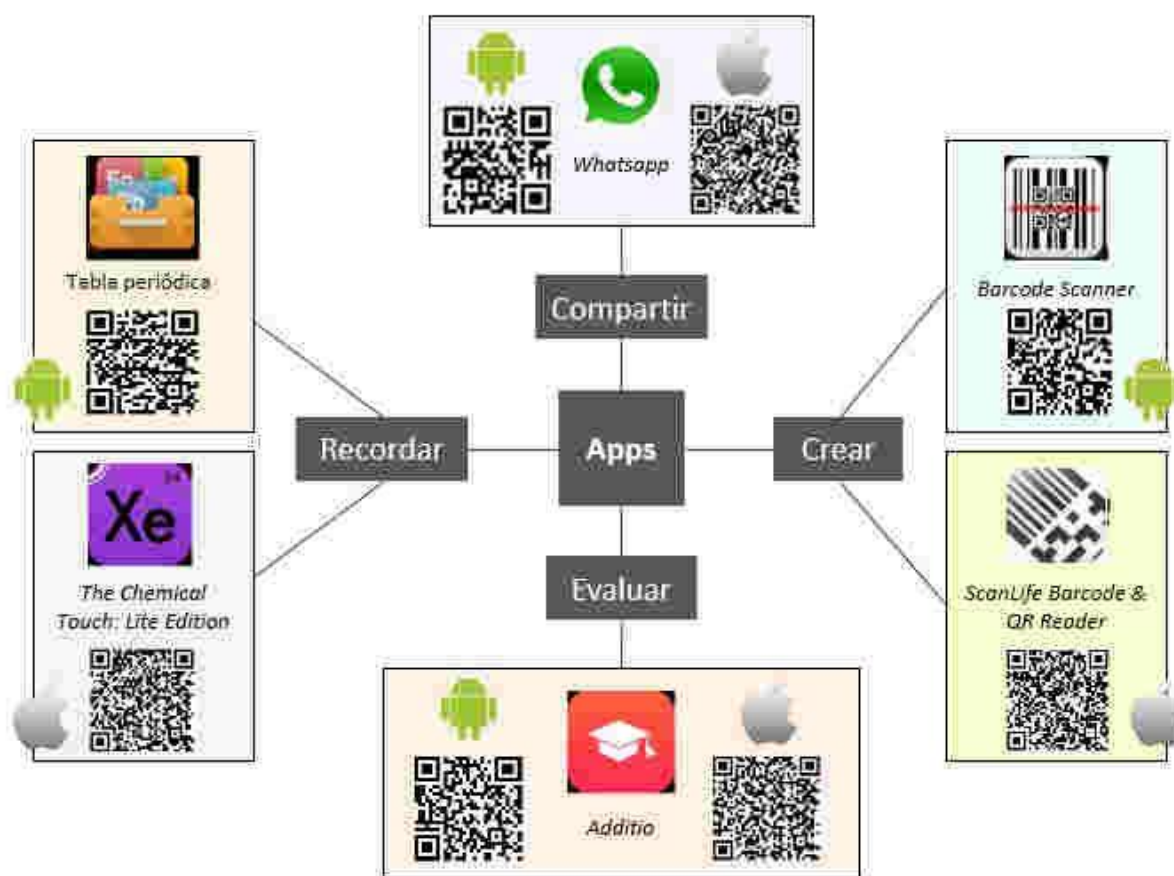 Whatsapp
Tabla periódica
Barcode Scanner
Compartir
Recordar
Apps
Crear
Xe
The Chemical
Touch: Lite Edition
Evaluar
ScanLife Barcode &
QR Reader
Additio